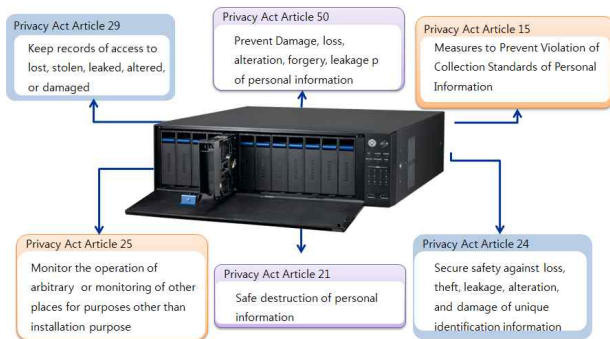 Privacy Act Article 29
Keep records of access to
lost, stolen, leaked, altered,
or damaged
Privacy Act Article 50
Prevent Damage, loss,
alteration, forgery, leakage p
of personal information
Privacy Act Article 15
Measures to Prevent Violation of
Collection Standards of Personal
Information
Privacy Act Article 25
Monitor the operation of
arbitrary or monitoring of other
places for purposes other than
installation purpose
Privacy Act Article 21
Safe destruction of personal
information
Privacy Act Article 24
Secure safety against loss,
theft, leakage, alteration,
and damage of unique
identification information